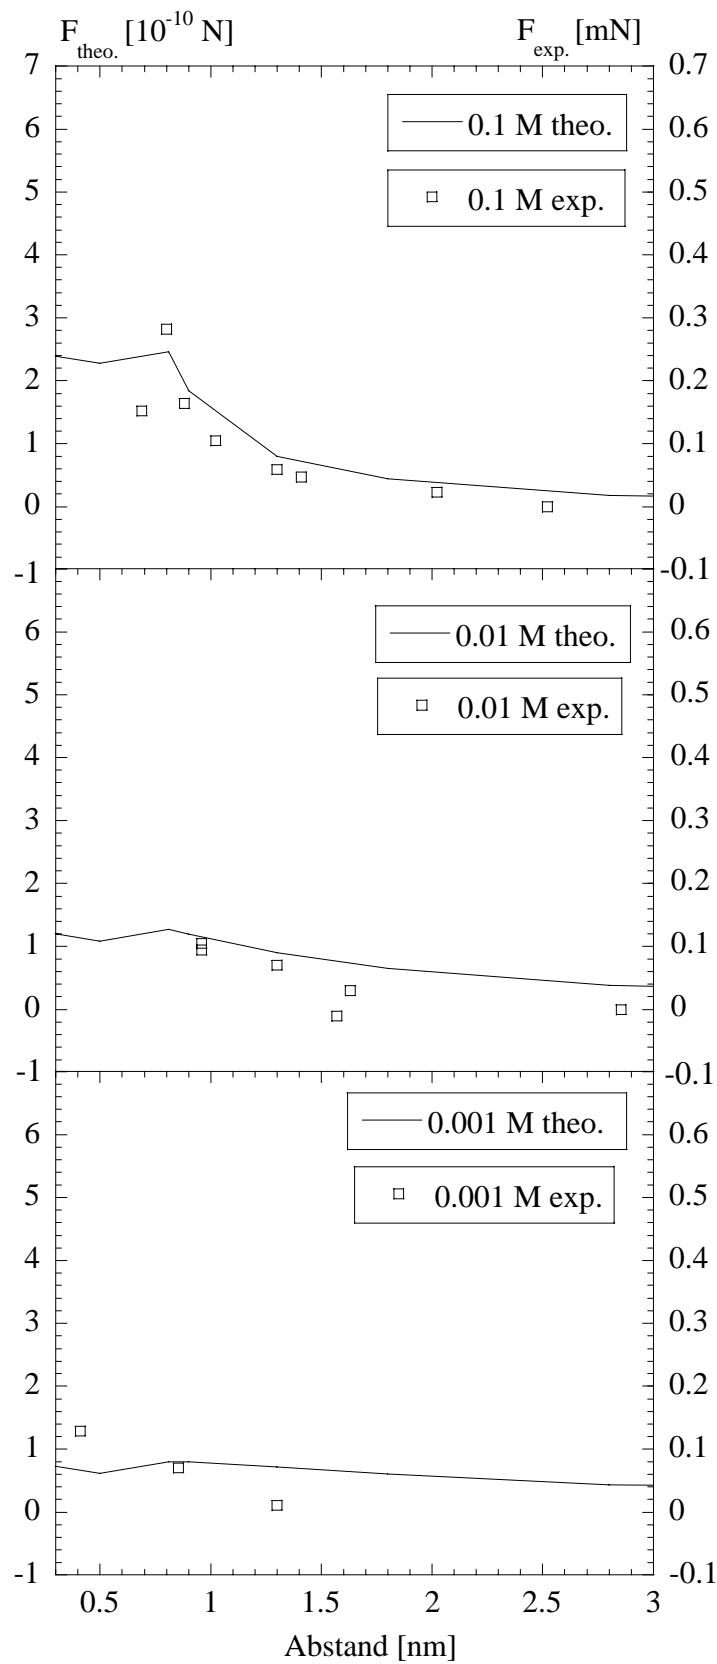 F_theo. [10^-10 N] F_exp. [mN]
7 0.7
0.1 M theo.
6 0.6
5 0.1 M exp. 0.5
4 0.4
3 0.3
2 0.2
1 0.1
0 0
-1 -0.1
6 0.01 M theo. 0.6
5 0.01 M exp. 0.5
4 0.4
3 0.3
2 0.2
1 0.1
0 0
-1 -0.1
0.001 M theo.
6 0.6
5 0.001 M exp. 0.5
4 0.4
3 0.3
2 0.2
1 0.1
0 0
-1 -0.1
0.5 1 1.5 2 2.5 3
Abstand [nm]